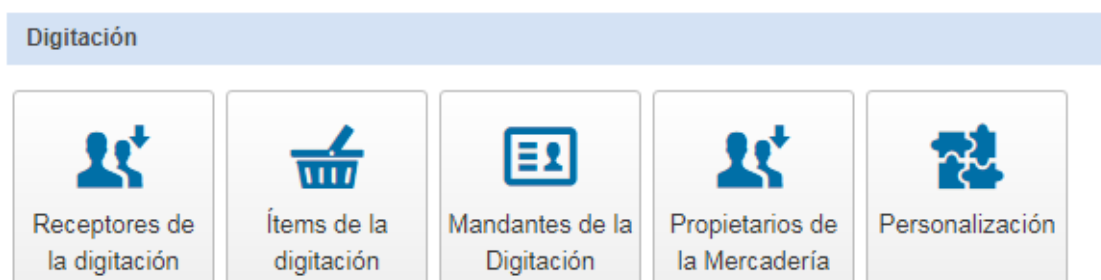 Digitación
Receptores de
la digitación
Ítems de la
digitación
Mandantes de la
Digitación
Propietarios de
la Mercadería
Personalización